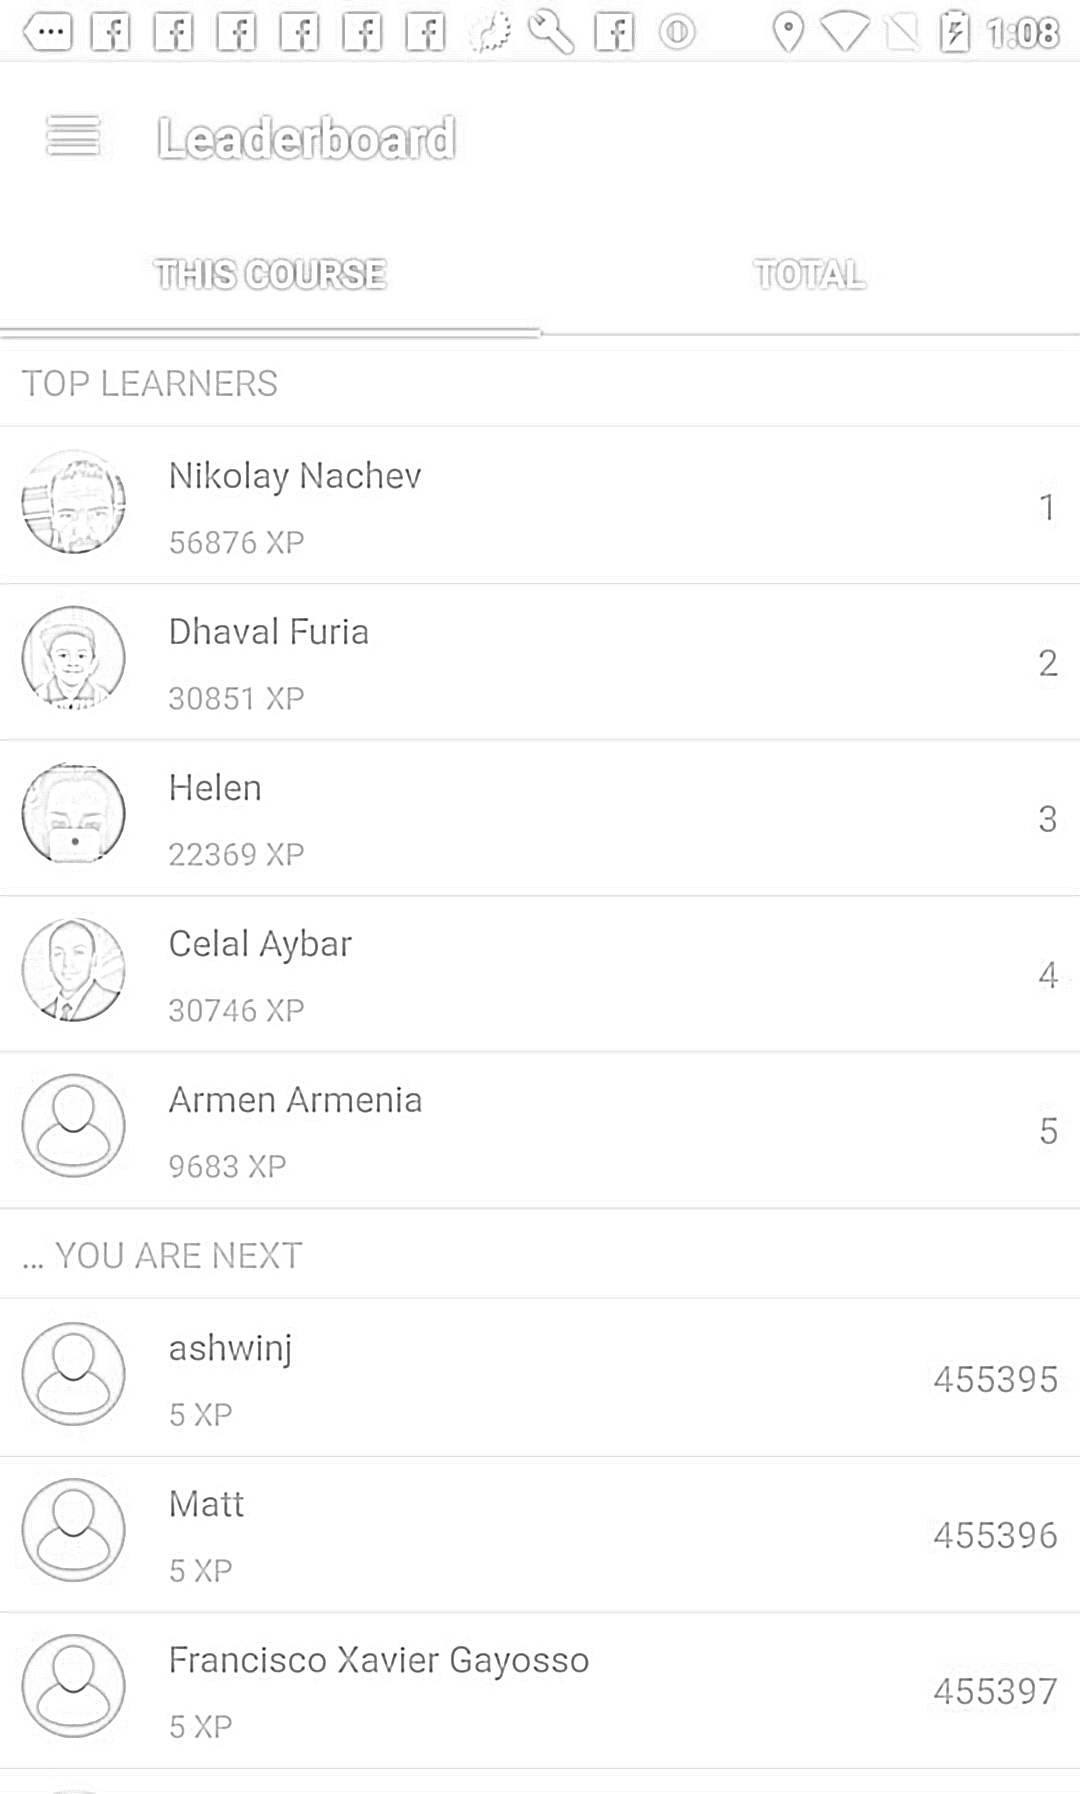 1:08
Leaderboard
THIS COURSE
TOTAL
TOP LEARNERS
Nikolay Nachev
56876 XP
1
Dhaval Furia
30851 XP
2
Helen
22369 XP
3
Celal Aybar
30746 XP
4
Armen Armenia
9683 XP
5
... YOU ARE NEXT
ashwinj
5 XP
455395
Matt
5 XP
455396
Francisco Xavier Gayosso
5 XP
455397